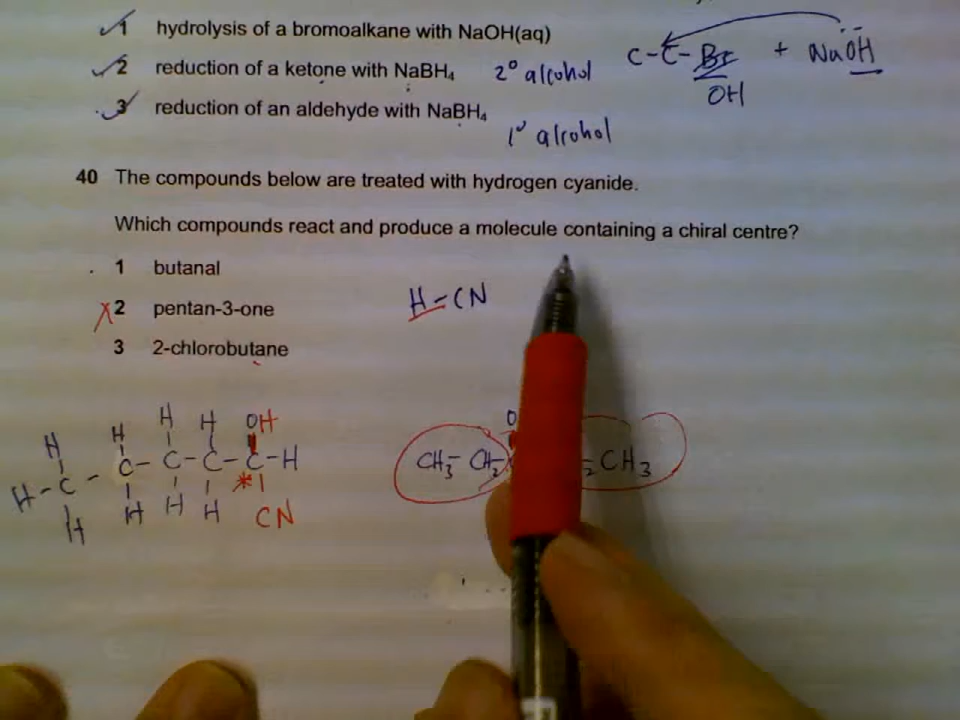 1 hydrolysis of a bromoalkane with NaOH(aq)
C-C-Br + NaOH
OH
2 reduction of a ketone with NaBH4 2° alcohol
3 reduction of an aldehyde with NaBH4
1° alcohol
40 The compounds below are treated with hydrogen cyanide.
Which compounds react and produce a molecule containing a chiral centre?
1 butanal
H-CN
X 2 pentan-3-one
3 2-chlorobutane
H H H H OH O
H-C-C-C-C-C-H CH3-CH2 2CH3
H H H H * CN